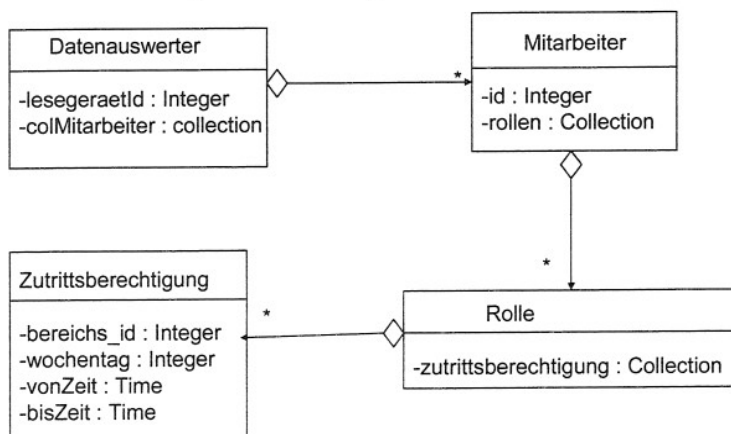 Datenauswerter
-lesegeraetId : Integer
-colMitarbeiter : collection
*
Mitarbeiter
-id : Integer
-rollen : Collection
*
Zutrittsberechtigung
-bereichs_id : Integer
-wochentag : Integer
-vonZeit : Time
-bisZeit : Time
*
Rolle
-zutrittsberechtigung : Collection